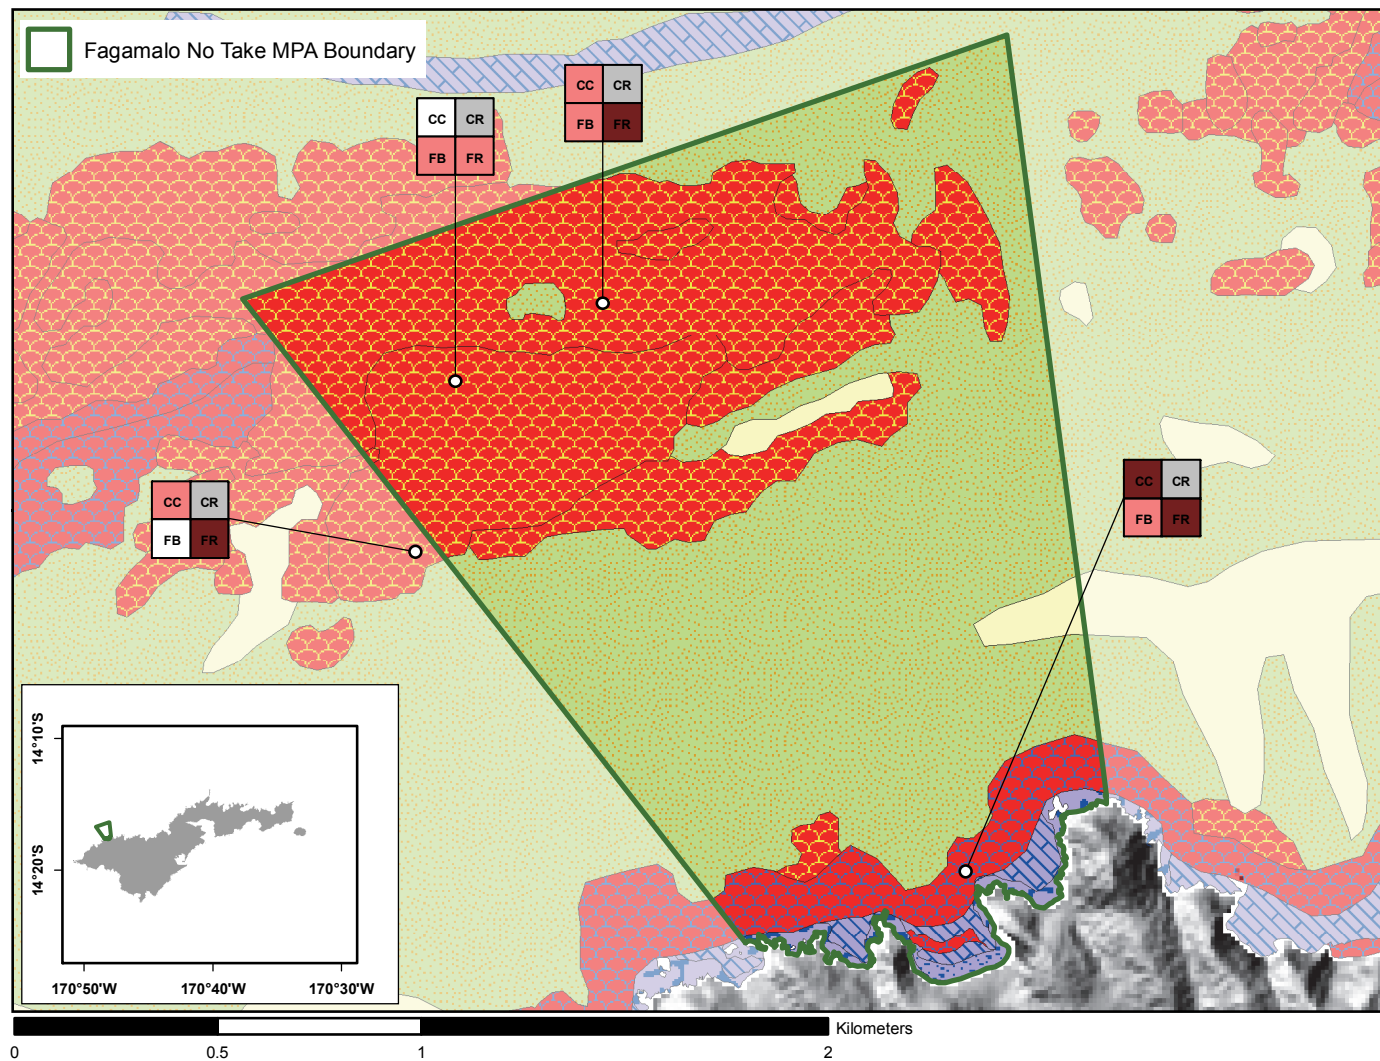 Fagamalo No Take MPA Boundary
CC CR
FB FR
CC CR
FB FR
CC CR
FB FR
CC CR
FB FR
14°10'S
14°20'S
170°50'W 170°40'W 170°30'W
Kilometers
0 0.5 1 2